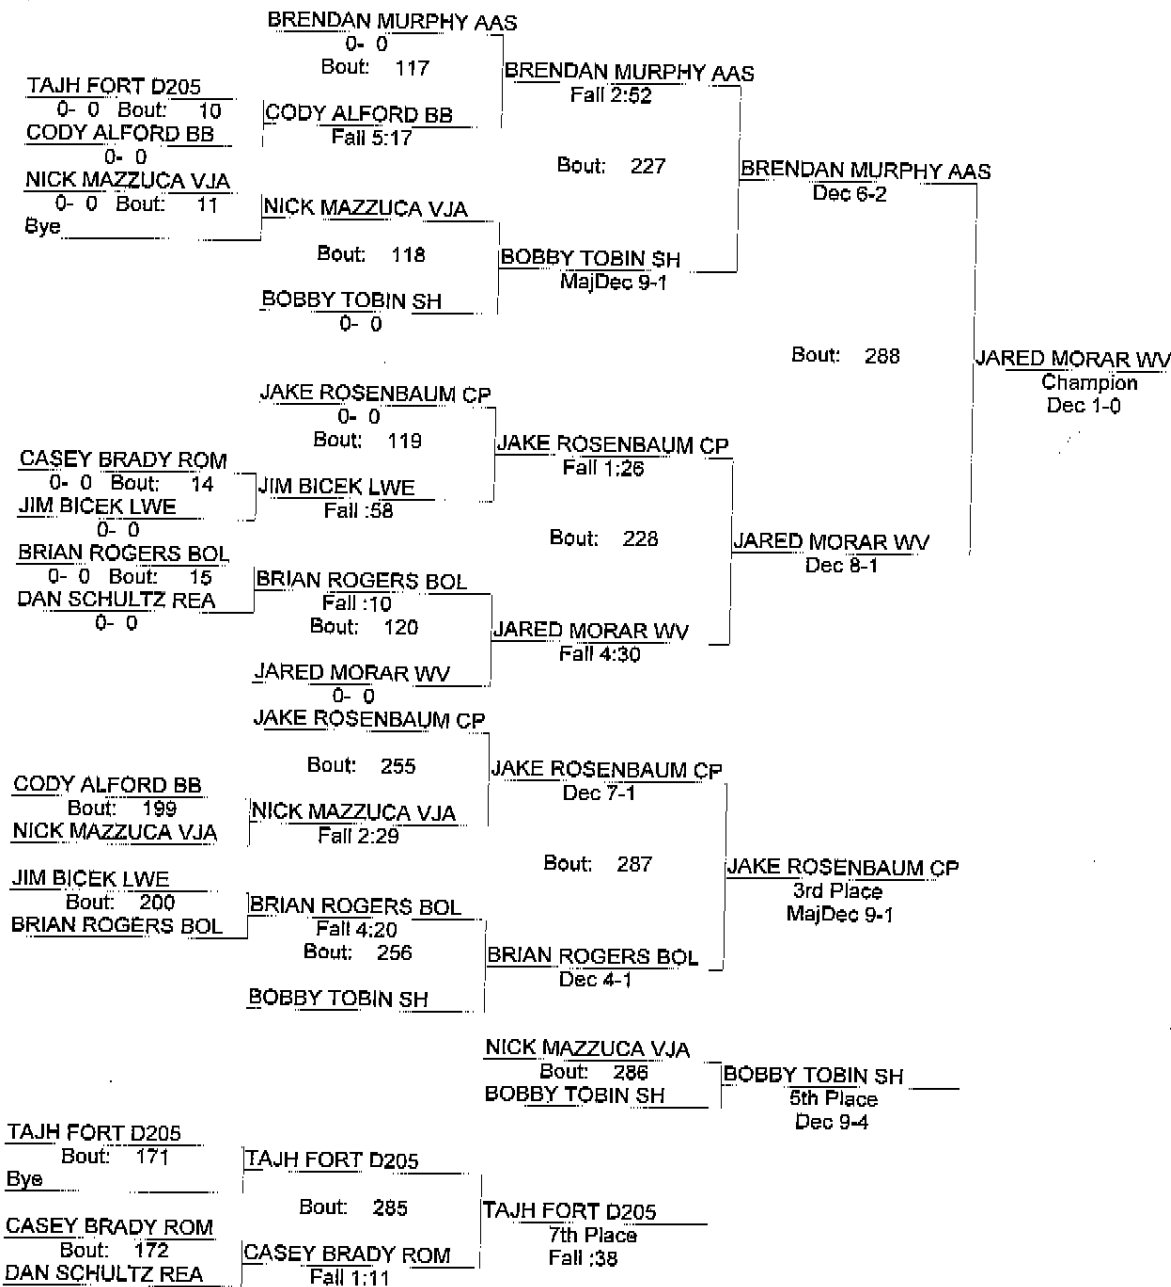 BRENDAN MURPHY AAS
0- 0
Bout: 117
BRENDAN MURPHY AAS
Fall 2:52
TAJH FORT D205
0- 0 Bout: 10
CODY ALFORD BB
Fall 5:17
CODY ALFORD BB
0- 0
Bout: 227
BRENDAN MURPHY AAS
Dec 6-2
NICK MAZZUCA VJA
0- 0 Bout: 11
NICK MAZZUCA VJA
Bye
Bout: 118
BOBBY TOBIN SH
MajDec 9-1
BOBBY TOBIN SH
0- 0
Bout: 288
JARED MORAR WV
Champion
Dec 1-0
JAKE ROSENBAUM CP
0- 0
Bout: 119
JAKE ROSENBAUM CP
Fall 1:26
CASEY BRADY ROM
0- 0 Bout: 14
JIM BICEK LWE
Fall :58
JIM BICEK LWE
0- 0
Bout: 228
JARED MORAR WV
Dec 8-1
BRIAN ROGERS BOL
0- 0 Bout: 15
BRIAN ROGERS BOL
Fall :10
DAN SCHULTZ REA
0- 0
Bout: 120
JARED MORAR WV
Fall 4:30
JARED MORAR WV
0- 0
JAKE ROSENBAUM CP
Bout: 255
JAKE ROSENBAUM CP
Dec 7-1
CODY ALFORD BB
Bout: 199
NICK MAZZUCA VJA
Fall 2:29
NICK MAZZUCA VJA
Bout: 287
JAKE ROSENBAUM CP
3rd Place
MajDec 9-1
JIM BICEK LWE
Bout: 200
BRIAN ROGERS BOL
Fall 4:20
BRIAN ROGERS BOL
Bout: 256
BRIAN ROGERS BOL
Dec 4-1
BOBBY TOBIN SH
NICK MAZZUCA VJA
Bout: 286
BOBBY TOBIN SH
BOBBY TOBIN SH
5th Place
Dec 9-4
TAJH FORT D205
Bout: 171
TAJH FORT D205
Bye
Bout: 285
TAJH FORT D205
7th Place
Fall :38
CASEY BRADY ROM
Bout: 172
CASEY BRADY ROM
Fall 1:11
DAN SCHULTZ REA